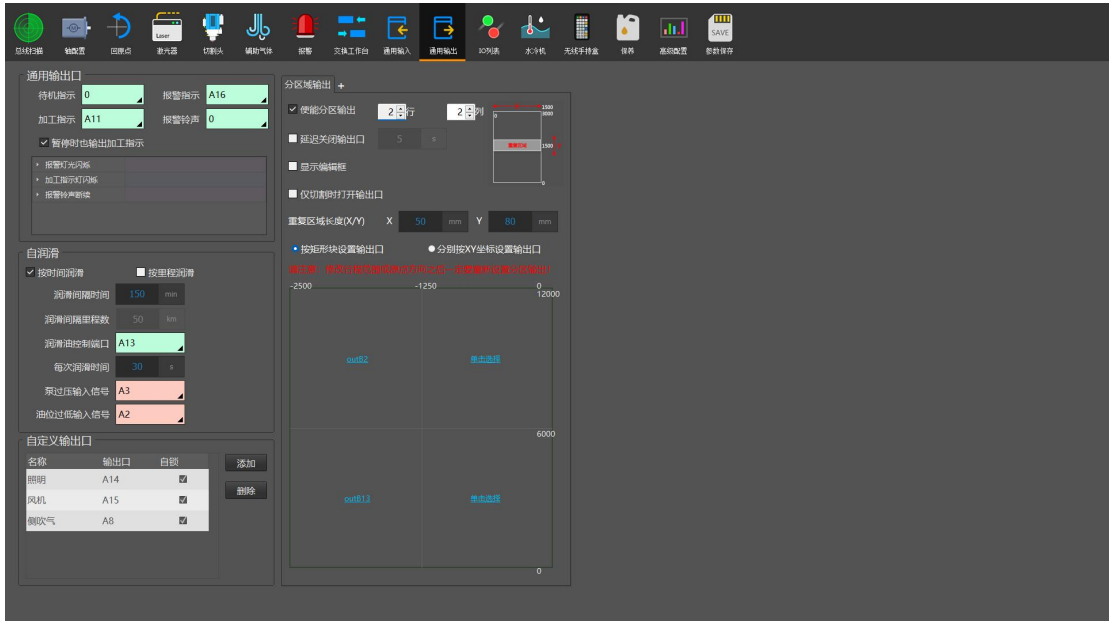 Laser
SAVE
总线扫描 轴配置 回原点 激光器 切割头 辅助气体 报警 交换工作台 通用输入 通用输出 IO列表 水冷机 无线手持盒 保养 高级配置 参数保存
通用输出口
待机指示 0 报警指示 A16
加工指示 A11 报警铃声 0
暂停时也输出加工指示
报警灯光闪烁
加工指示灯闪烁
报警铃声断续
自润滑
按时间润滑 按里程润滑
润滑间隔时间 150 min
润滑间隔里程数 50 km
润滑油控制端口 A13
每次润滑时间 30 s
泵过压输入信号 A3
油位过低输入信号 A2
自定义输出口
名称 输出口 自锁
照明 A14
风机 A15
侧吹气 A8
添加
删除
分区域输出 +
使能分区输出 2 行 2 列
延迟关闭输出口 5 s
显示编辑框
仅切割时打开输出口
重复区域长度(X/Y) X 50 mm Y 80 mm
0 1500
3000
重复区域 1500
0
按矩形块设置输出口 分别按XY坐标设置输出口
-2500 -1250 0
12000
outB2 单击选择
6000
outB13 单击选择
0